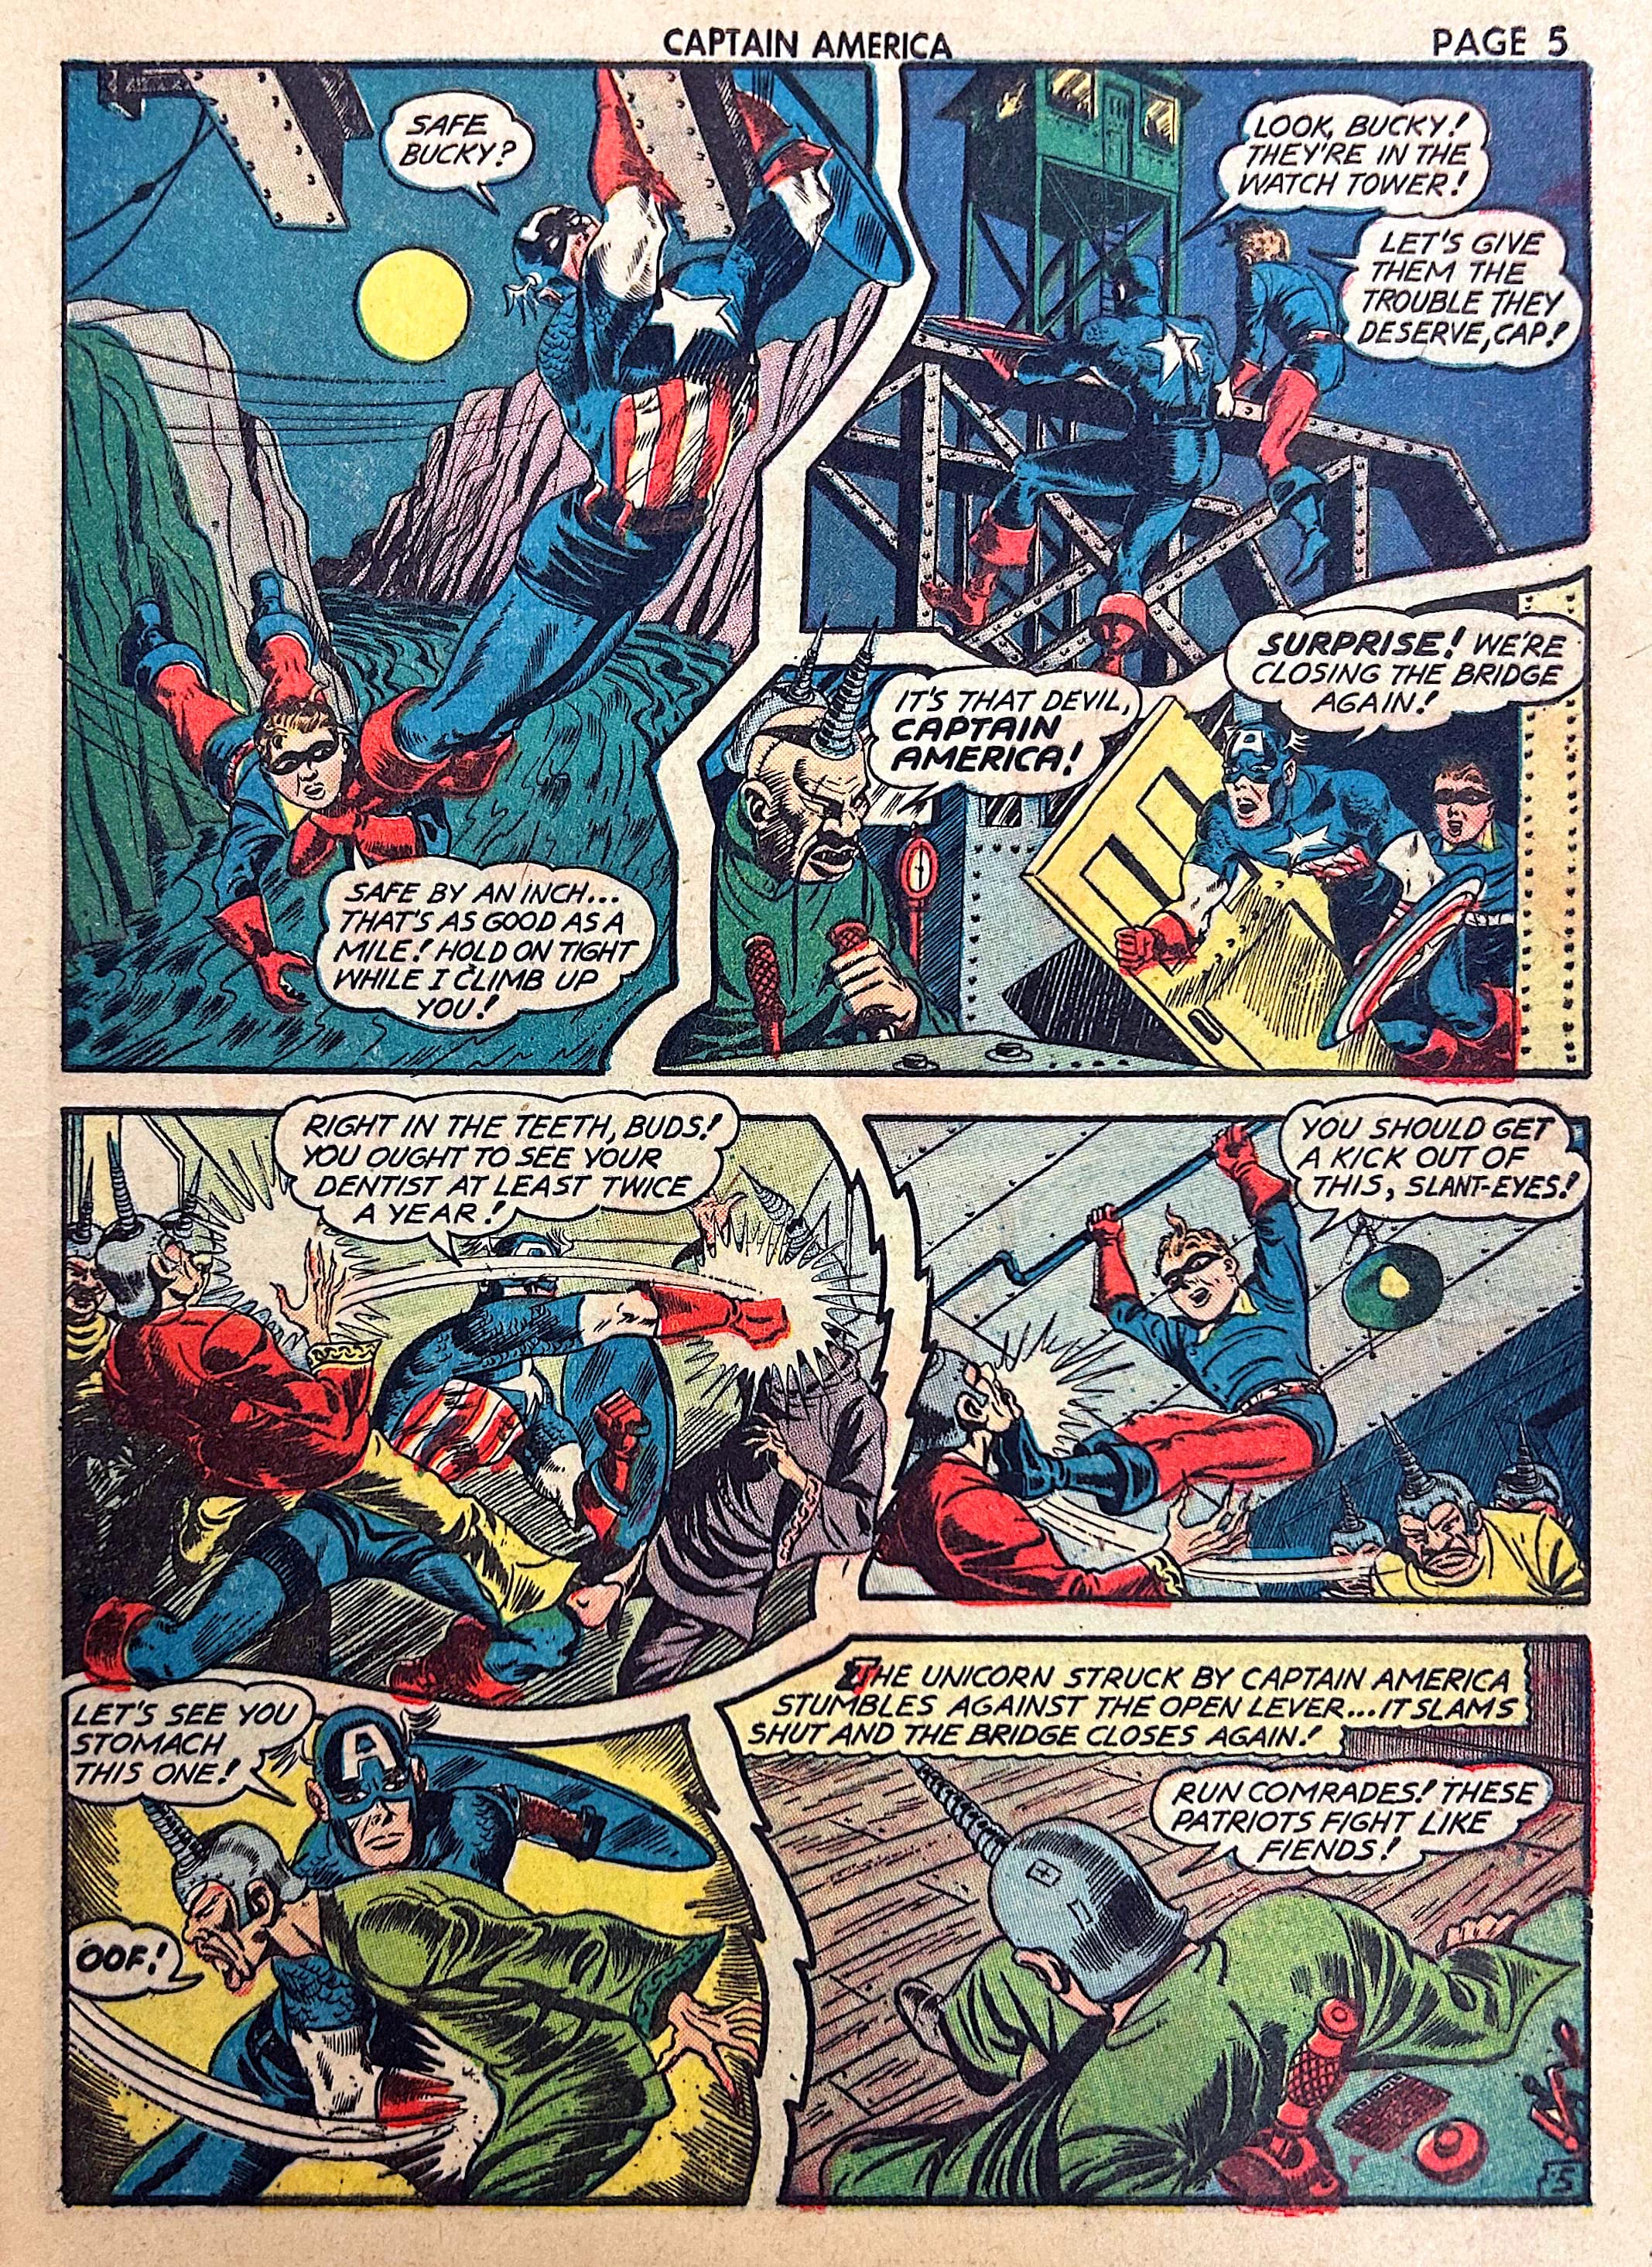 CAPTAIN AMERICA
PAGE 5
SAFE
BUCKY?
SAFE BY AN INCH...
THAT'S AS GOOD AS A
MILE! HOLD ON TIGHT
WHILE I CLIMB UP
YOU!
LOOK, BUCKY!
THEY'RE IN THE
WATCH TOWER!
LET'S GIVE
THEM THE
TROUBLE THEY
DESERVE, CAP!
IT'S THAT DEVIL,
CAPTAIN
AMERICA!
SURPRISE! WE'RE
CLOSING THE BRIDGE
AGAIN!
A
RIGHT IN THE TEETH, BUDS!
YOU OUGHT TO SEE YOUR
DENTIST AT LEAST TWICE
A YEAR!
A
YOU SHOULD GET
A KICK OUT OF
THIS, SLANT-EYES!
LET'S SEE YOU
STOMACH
THIS ONE!
A
OOF!
THE UNICORN STRUCK BY CAPTAIN AMERICA
STUMBLES AGAINST THE OPEN LEVER...IT SLAMS
SHUT AND THE BRIDGE CLOSES AGAIN!
RUN COMRADES! THESE
PATRIOTS FIGHT LIKE
FIENDS!
5